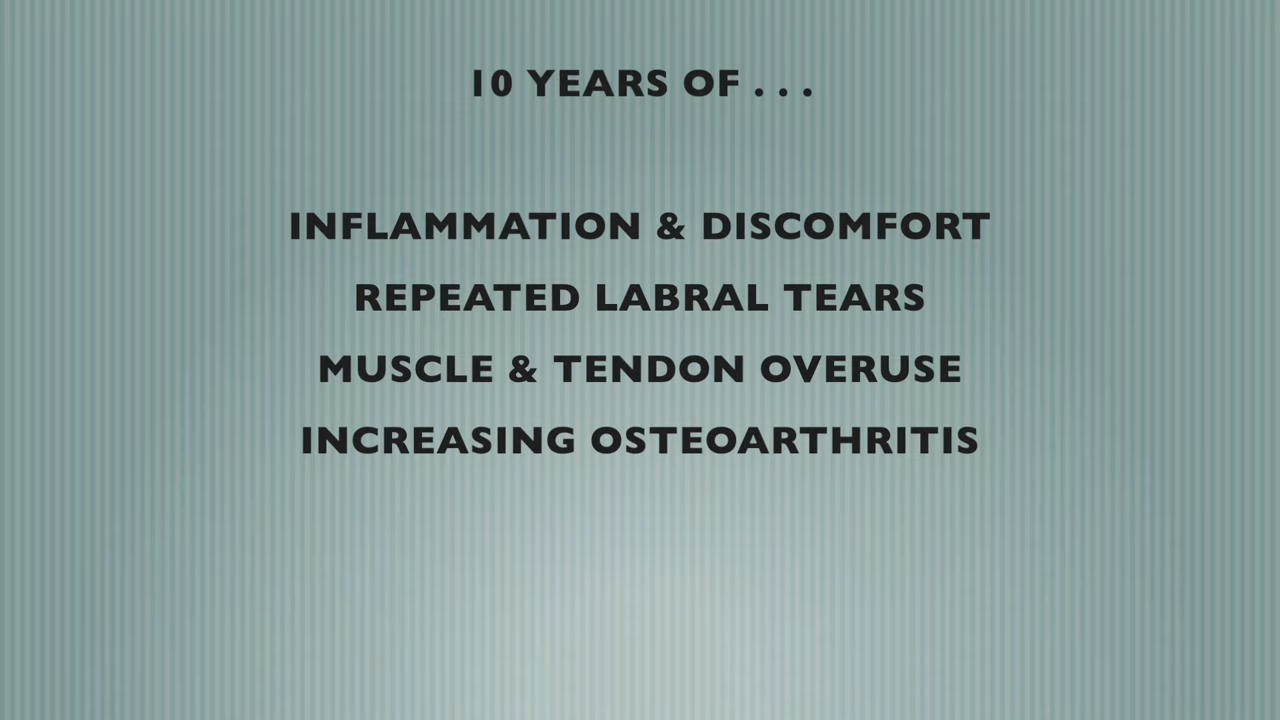 10 YEARS OF . . .
INFLAMMATION & DISCOMFORT
REPEATED LABRAL TEARS
MUSCLE & TENDON OVERUSE
INCREASING OSTEOARTHRITIS